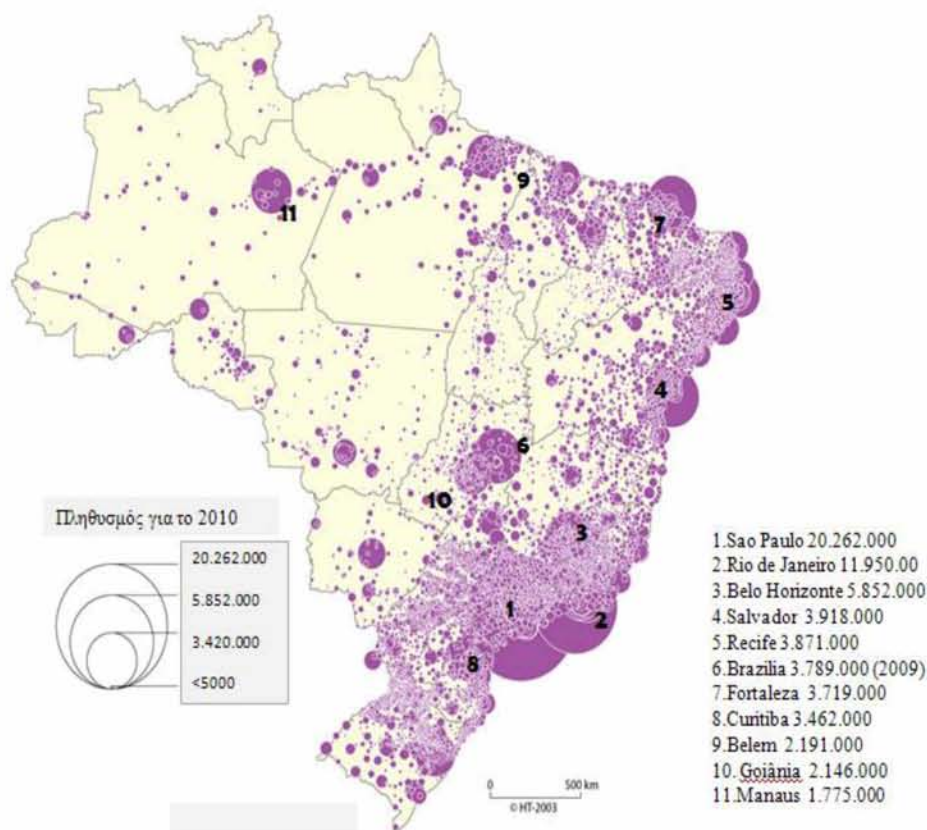 11
9
7
5
4
6
10
3
1
2
8
Πληθυσμός για το 2010
20.262.000
5.852.000
3.420.000
<5000
0 500 km
© HT-2003
1.Sao Paulo 20.262.000
2.Rio de Janeiro 11.950.00
3.Belo Horizonte 5.852.000
4.Salvador 3.918.000
5.Recife 3.871.000
6.Brazilia 3.789.000 (2009)
7.Fortaleza 3.719.000
8.Curitiba 3.462.000
9.Belem 2.191.000
10. Goiânia 2.146.000
11.Manaus 1.775.000